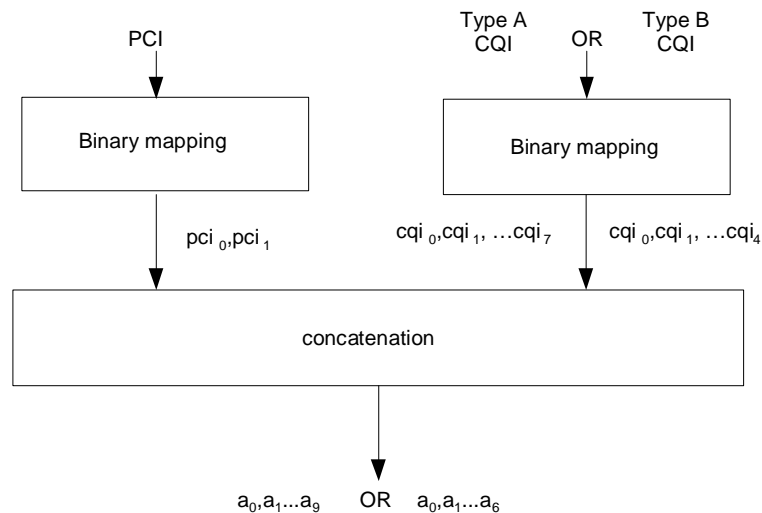 PCI
Type A CQI OR Type B CQI
Binary mapping
Binary mapping
pci₀,pci₁
cqi₀,cqi₁, …cqi₇
cqi₀,cqi₁, …cqi₄
concatenation
a₀,a₁...a₉ OR a₀,a₁...a₆